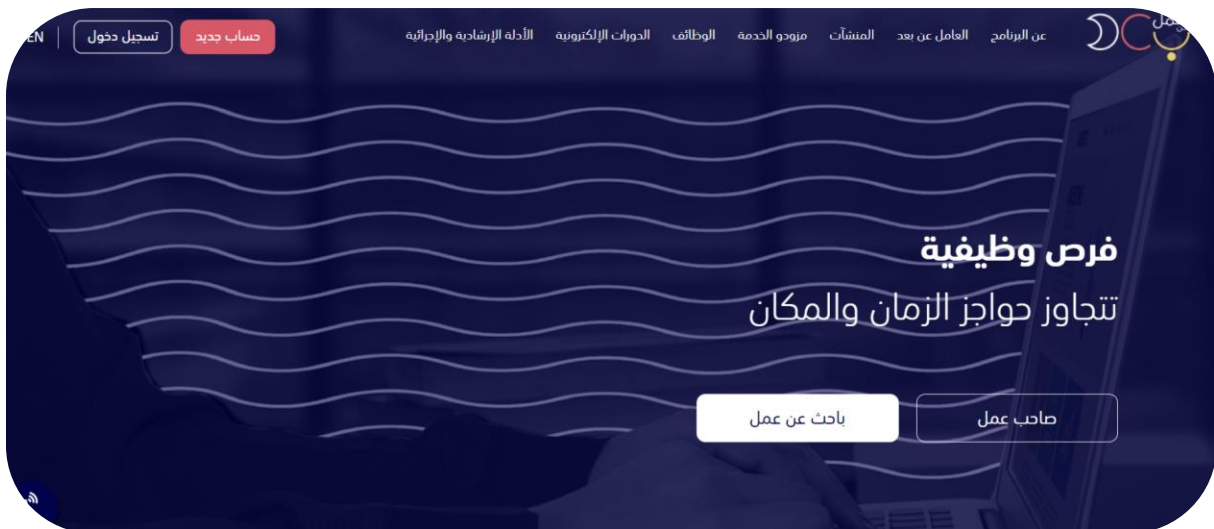 عن البرنامج العامل عن بعد المنشآت مزودو الخدمة الوظائف الدورات الإلكترونية الأدلة الإرشادية والإجرائية حساب جديد تسجيل دخول EN
فرص وظيفية
تتجاوز حواجز الزمان والمكان
صاحب عمل باحث عن عمل